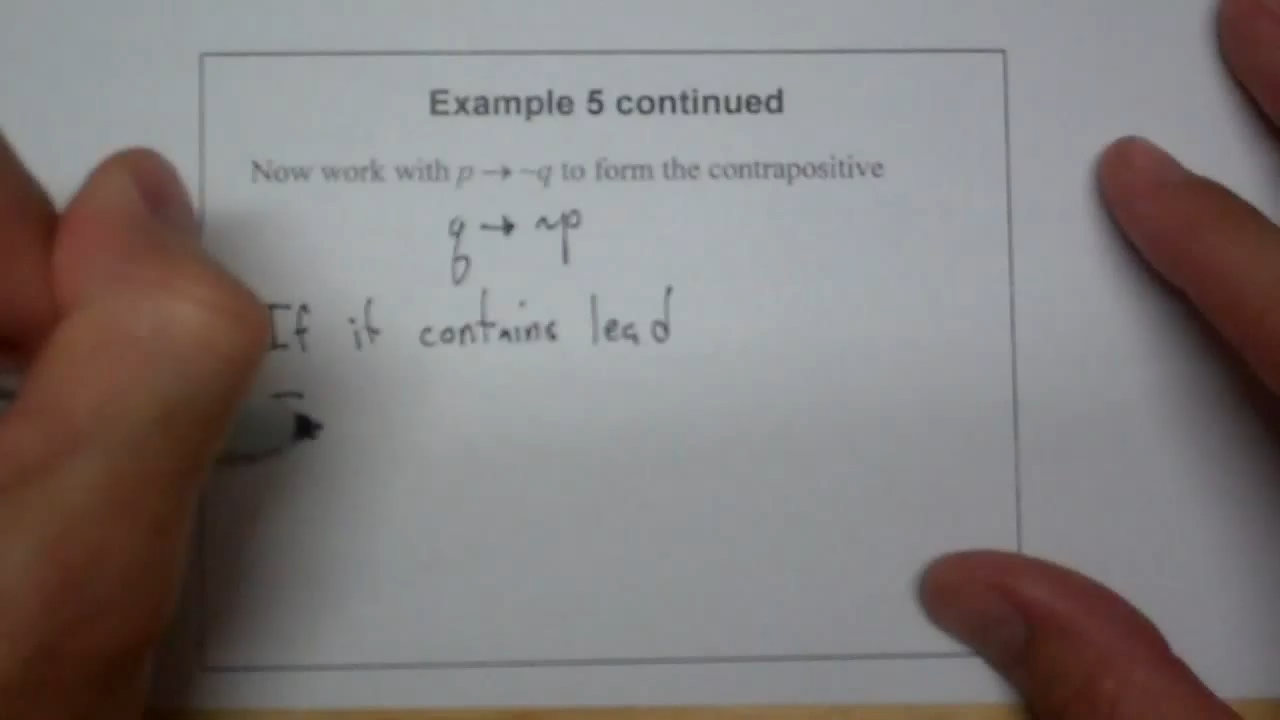 Example 5 continued
Now work with p → ~q to form the contrapositive
q → ~p
If it contains lead